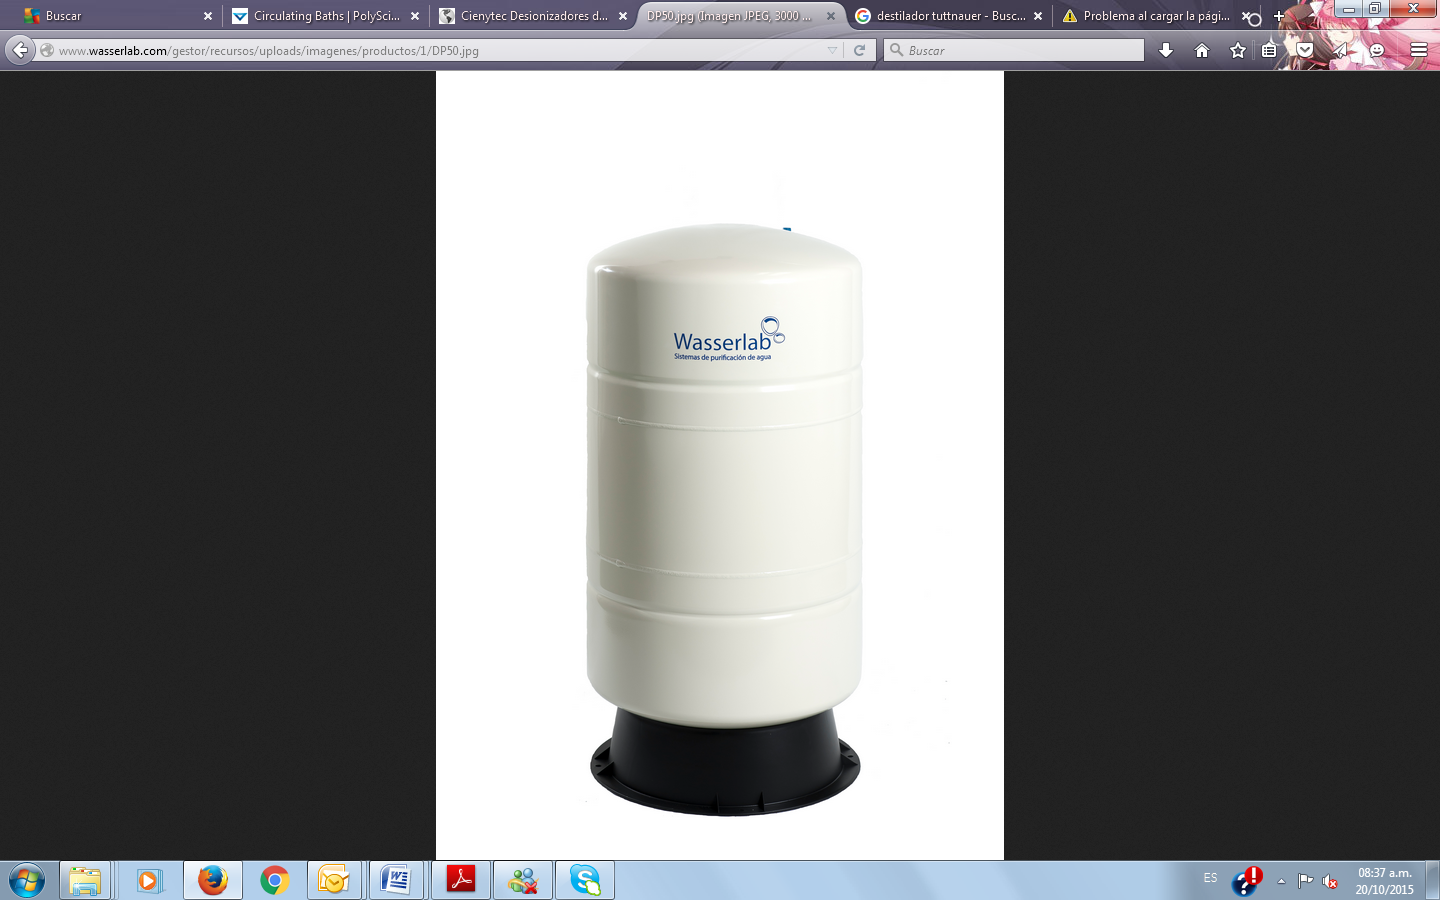 Buscar
Circulating Baths | PolySci...
Cienytec Desionizadores d...
DP50.jpg (Imagen JPEG, 3000 ...
destilador tuttnauer - Busc...
Problema al cargar la pági...
www.wasserlab.com/gestor/recursos/uploads/imagenes/productos/1/DP50.jpg
Buscar
Wasserlab
Sistemas de purificación de agua
ES
08:37 a.m.
20/10/2015